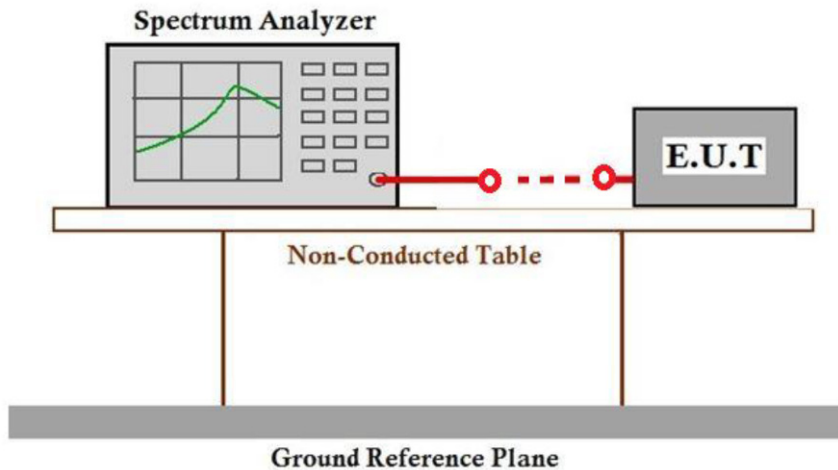 Spectrum Analyzer
E.U.T
Non-Conducted Table
Ground Reference Plane